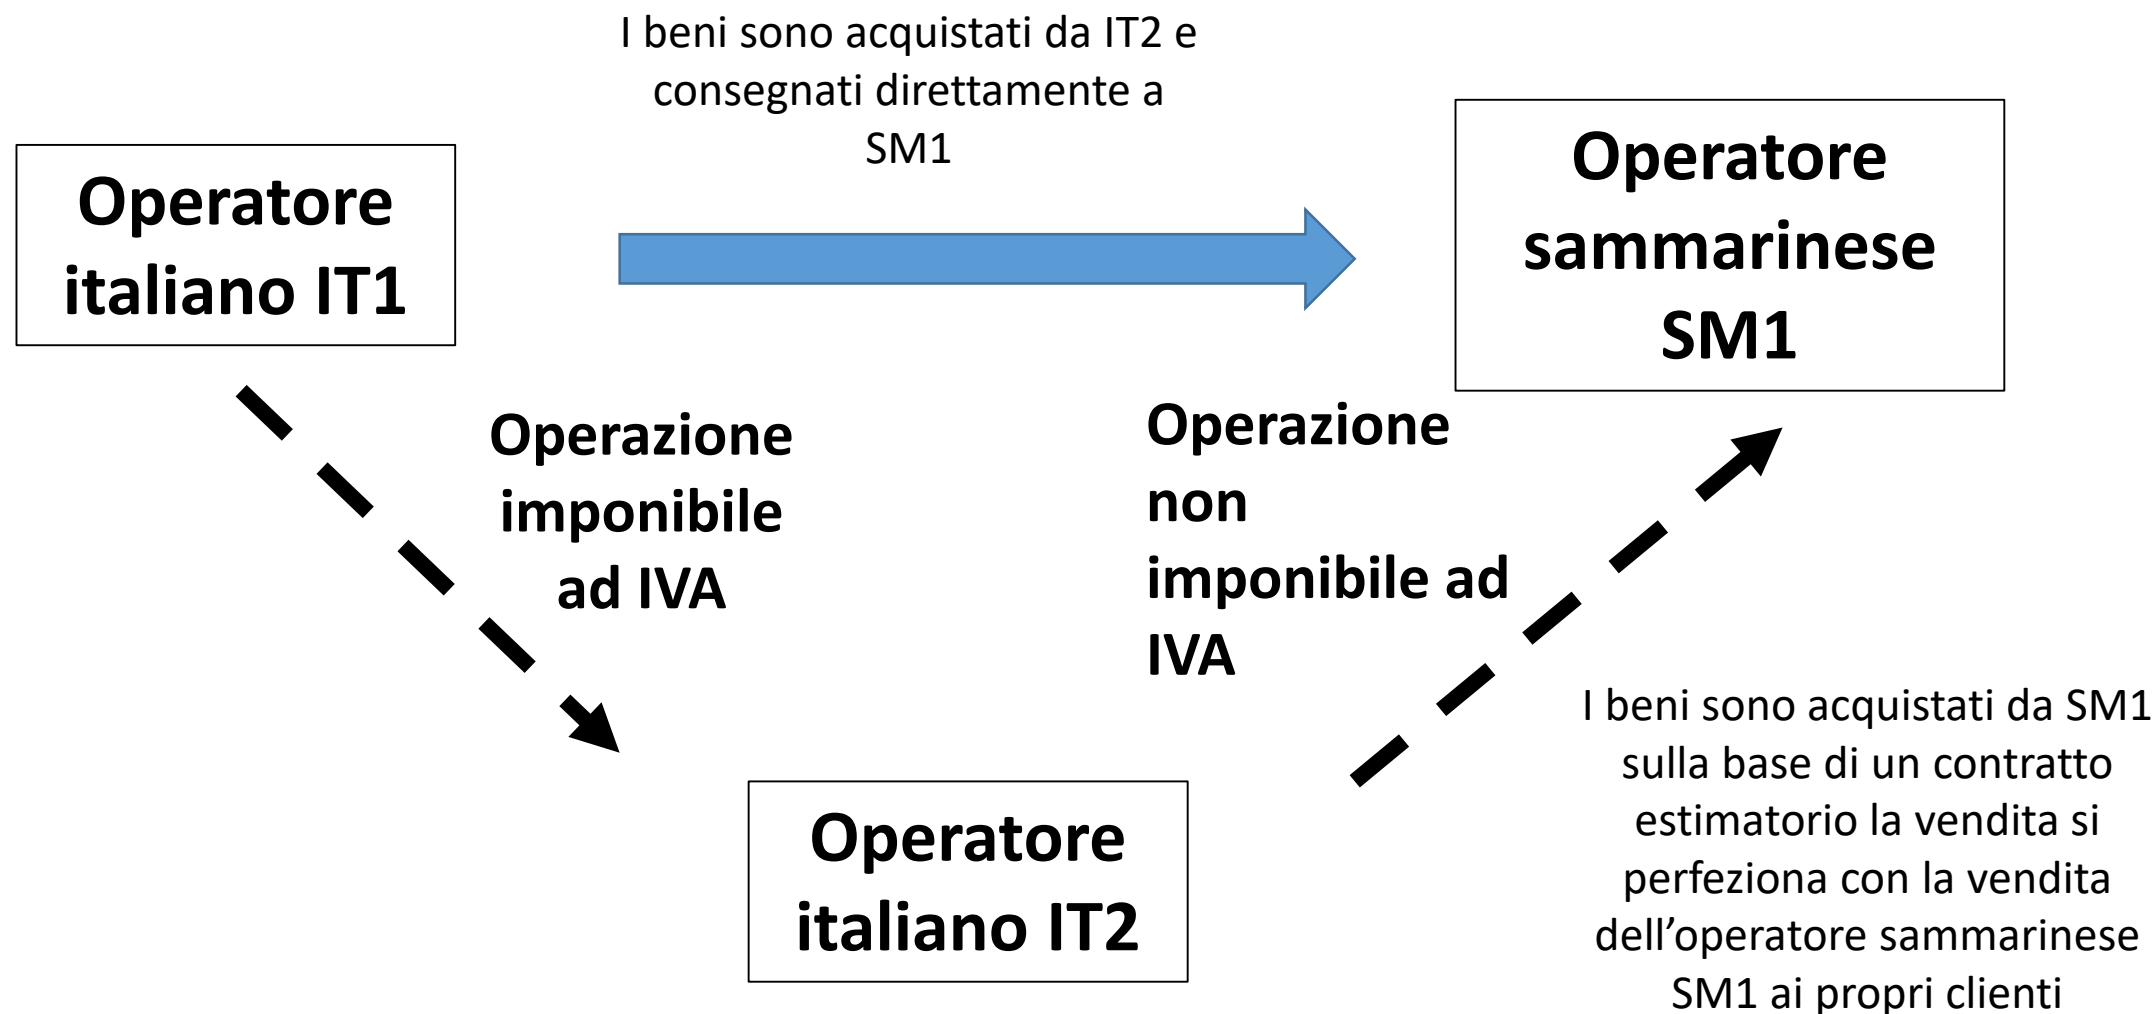 I beni sono acquistati da IT2 e
consegnati direttamente a
SM1
Operatore
italiano IT1
Operatore
sammarinese
SM1
Operazione
imponibile
ad IVA
Operazione
non
imponibile ad
IVA
I beni sono acquistati da SM1
sulla base di un contratto
estimatorio la vendita si
perfeziona con la vendita
dell'operatore sammarinese
SM1 ai propri clienti
Operatore
italiano IT2